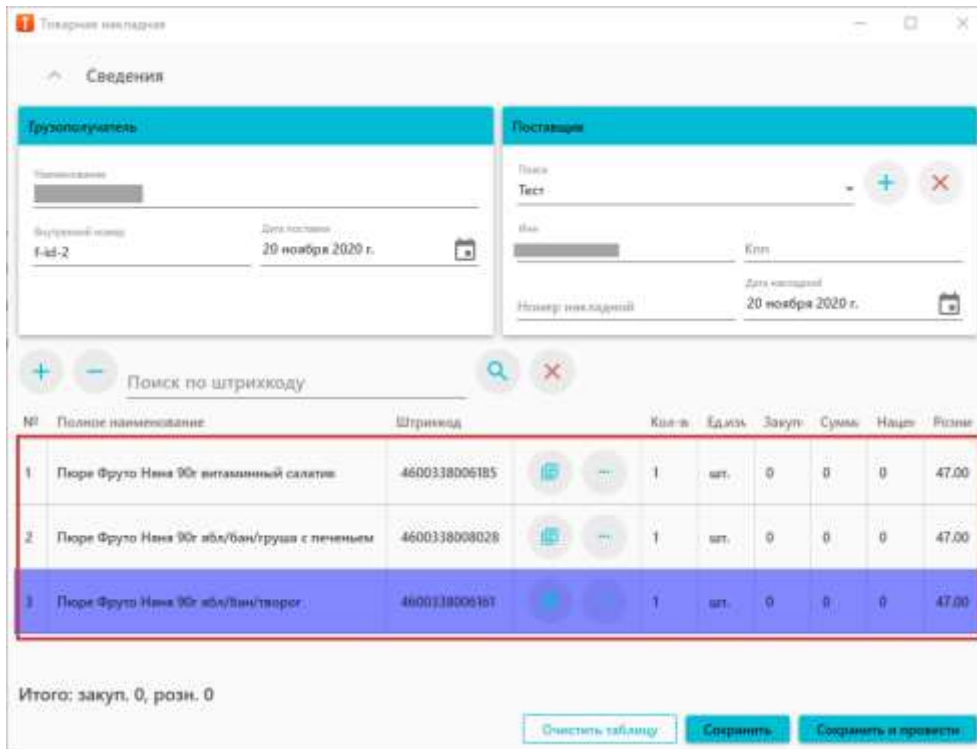 Товарная накладная
Сведения
Грузополучатель
Поставщик
Наименование
Поиск
Тест
Внутренний номер
Дата поставки
Инн
f-id-2
20 ноября 2020 г.
Кпп
Дата накладной
Номер накладной
20 ноября 2020 г.
Поиск по штрихкоду
№ Полное наименование Штрихкод Кол-в Ед.изм Закуп Сумма Нацен Розни
1 Пюре Фруто Няня 90г витаминный салатик 4600338006185 1 шт. 0 0 0 47.00
2 Пюре Фруто Няня 90г ябл/бан/груша с печеньем 4600338008028 1 шт. 0 0 0 47.00
3 Пюре Фруто Няня 90г ябл/бан/творог 4600338006161 1 шт. 0 0 0 47.00
Итого: закуп. 0, розн. 0
Очистить таблицу Сохранить Сохранить и провести